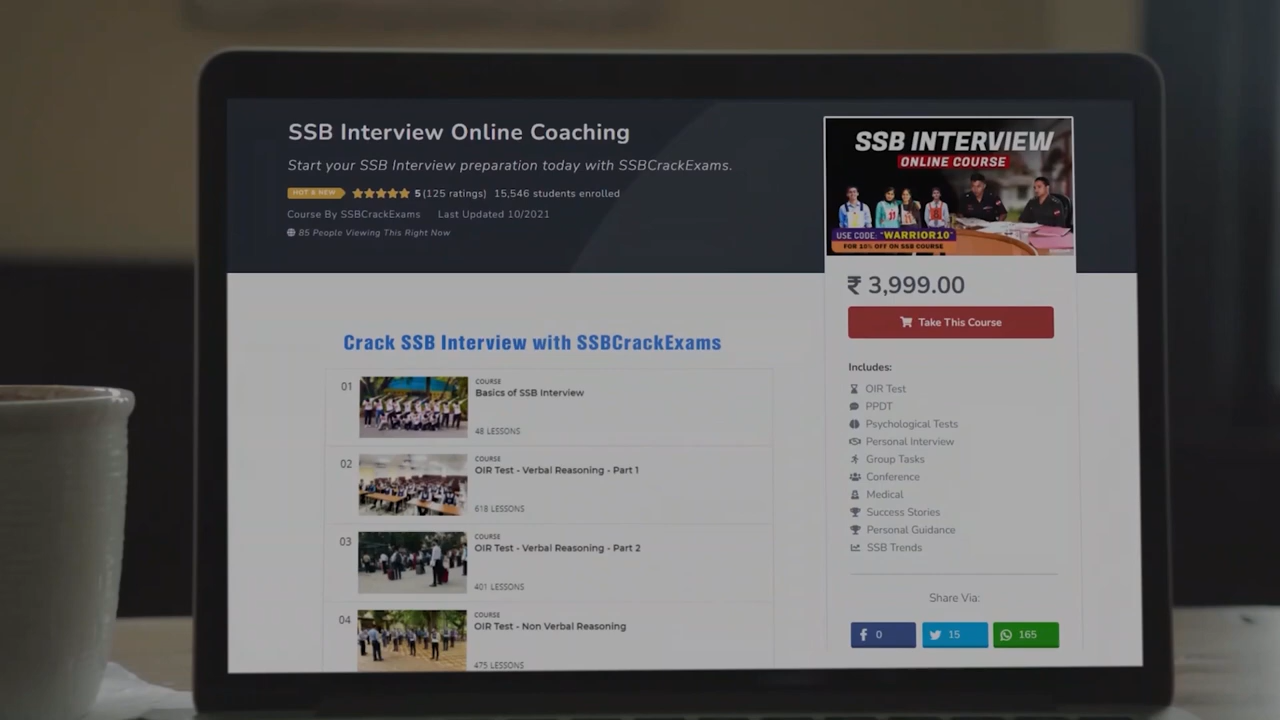 SSB Interview Online Coaching
Start your SSB Interview preparation today with SSBCrackExams.
HOT & NEW 5 (125 ratings) 15,546 students enrolled
Course By SSBCrackExams Last Updated 10/2021
85 People Viewing This Right Now
SSB INTERVIEW
ONLINE COURSE
USE CODE: "WARRIOR10"
FOR 10% OFF ON SSB COURSE
₹ 3,999.00
Take This Course
Includes:
OIR Test
PPDT
Psychological Tests
Personal Interview
Group Tasks
Conference
Medical
Success Stories
Personal Guidance
SSB Trends
Share Via:
0 15 165
Crack SSB Interview with SSBCrackExams
01
COURSE
Basics of SSB Interview
48 LESSONS
02
COURSE
OIR Test - Verbal Reasoning - Part 1
618 LESSONS
03
COURSE
OIR Test - Verbal Reasoning - Part 2
401 LESSONS
04
COURSE
OIR Test - Non Verbal Reasoning
475 LESSONS